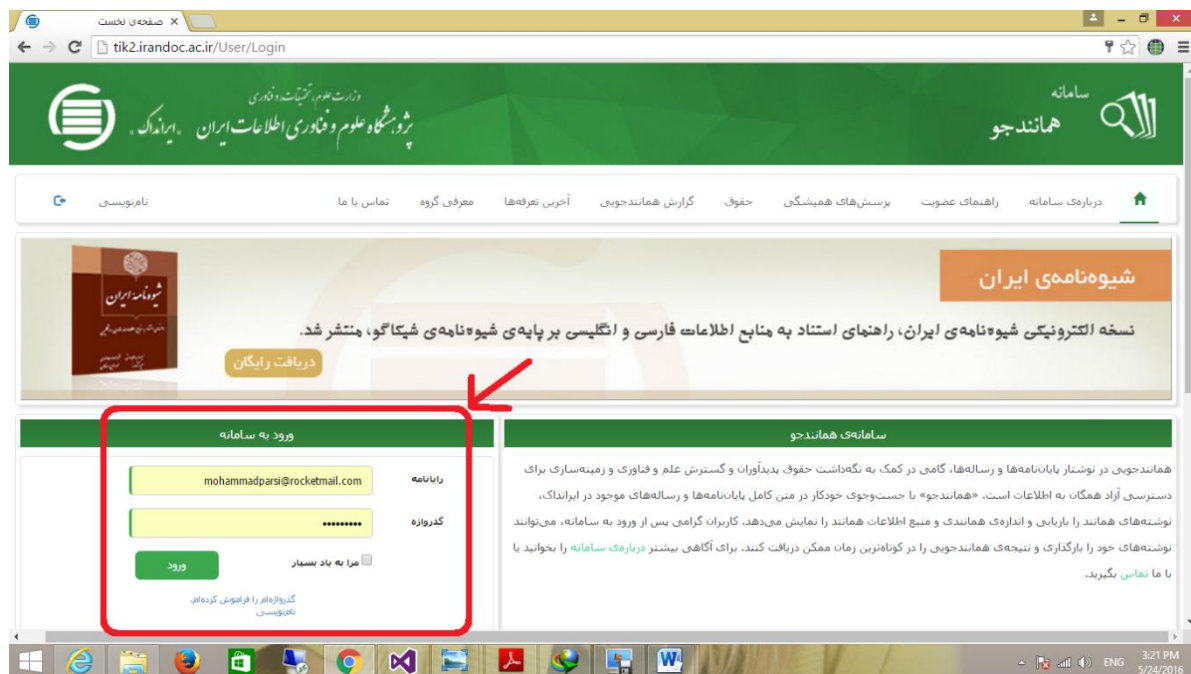 صفحه‌ی نخست
tik2.irandoc.ac.ir/User/Login
سامانه
همانندجو
وزارت علوم، تحقیقات و فناوری
پژوهشگاه علوم و فناوری اطلاعات ایران «ایرانداک»
درباره‌ی سامانه راهنمای عضویت پرسش‌های همیشگی حقوق گزارش همانندجویی آخرین تعرفه‌ها معرفی گروه تماس با ما نام‌نویسی
شیوه‌نامه‌ی ایران
نسخه الکترونیکی شیوه‌نامه‌ی ایران، راهنمای استناد به منابع اطلاعات فارسی و انگلیسی بر پایه‌ی شیوه‌نامه‌ی شیکاگو، منتشر شد.
دریافت رایگان
شیوه‌نامه ایران
سامانه‌ی همانندجو
همانندجویی در نوشتار پایان‌نامه‌ها و رساله‌ها، گامی در کمک به نگه‌داشت حقوق پدیدآوران و گسترش علم و فناوری و زمینه‌سازی برای
دسترسی آزاد همگان به اطلاعات است. «همانندجو» با جست‌وجوی خودکار در متن کامل پایان‌نامه‌ها و رساله‌های موجود در ایرانداک،
نوشته‌های همانند را بازیابی و اندازه‌ی همانندی و منبع اطلاعات همانند را نمایش می‌دهد. کاربران گرامی پس از ورود به سامانه، می‌توانند
نوشته‌های خود را بارگذاری و نتیجه‌ی همانندجویی را در کوتاه‌ترین زمان ممکن دریافت کنند. برای آگاهی بیشتر درباره‌ی سامانه را بخوانید یا
با ما تماس بگیرید.
ورود به سامانه
رایانامه
mohammadparsi@rocketmail.com
گذرواژه
مرا به یاد بسپار
ورود
گذرواژه‌ام را فراموش کرده‌ام.
نام‌نویسی
ENG
3:21 PM
5/24/2016